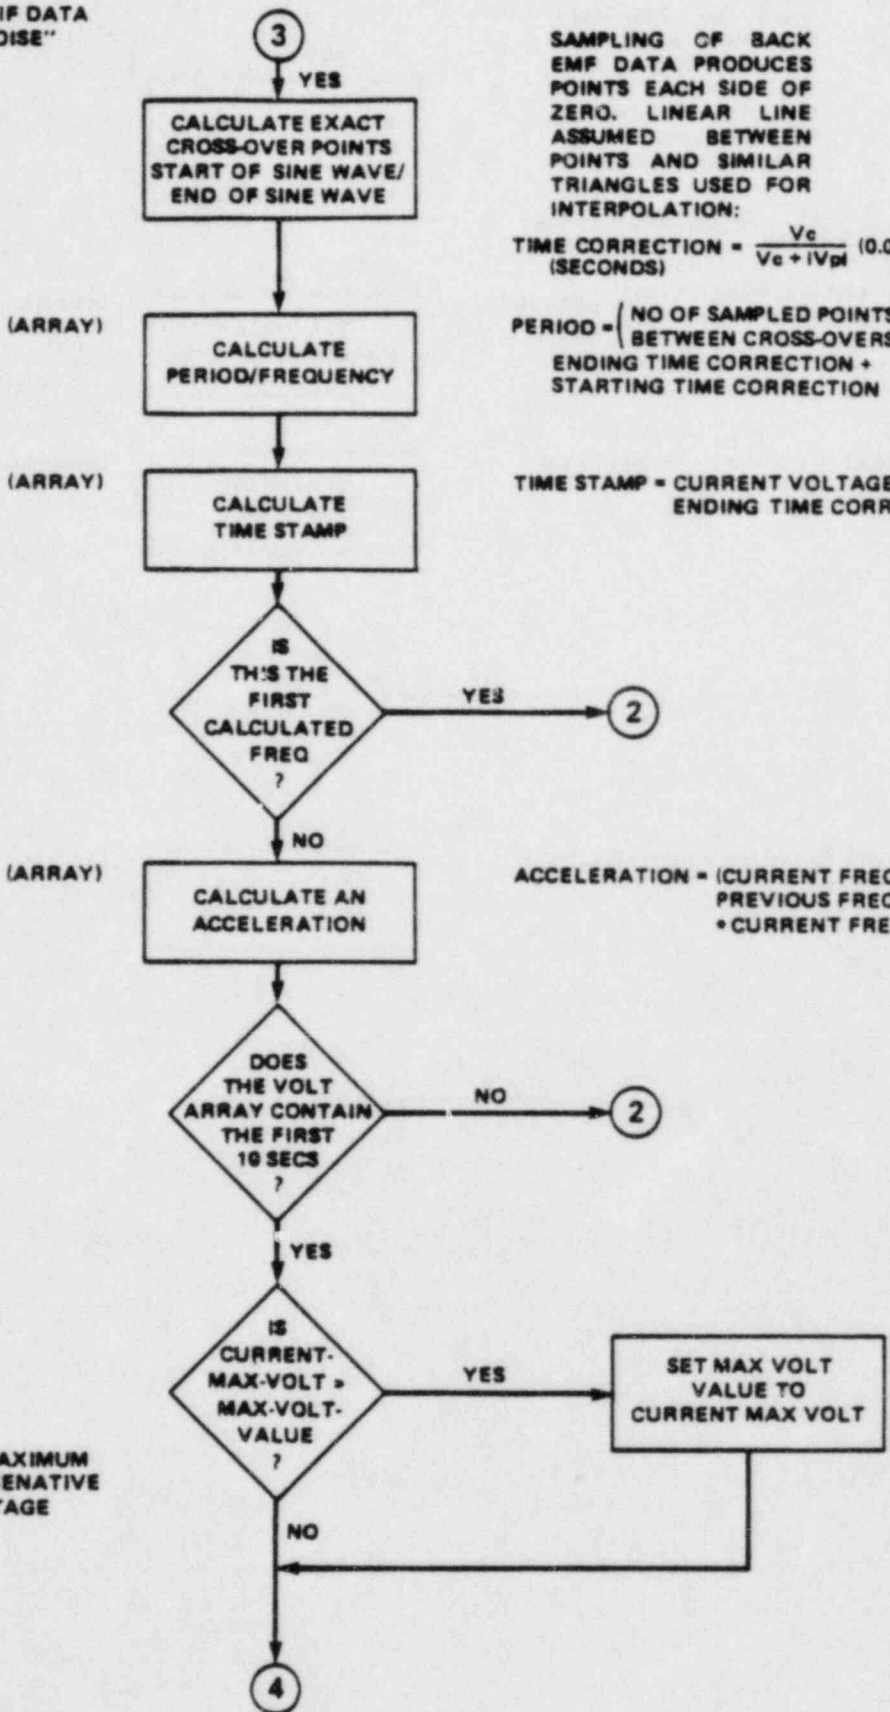 IF DATA
OISE"
3
YES
CALCULATE EXACT
CROSS-OVER POINTS
START OF SINE WAVE/
END OF SINE WAVE
SAMPLING OF BACK
EMF DATA PRODUCES
POINTS EACH SIDE OF
ZERO. LINEAR LINE
ASSUMED BETWEEN
POINTS AND SIMILAR
TRIANGLES USED FOR
INTERPOLATION:
TIME CORRECTION = Vc / Vc + |Vp| (0.0
(SECONDS)
(ARRAY)
CALCULATE
PERIOD/FREQUENCY
PERIOD = ( NO OF SAMPLED POINTS
BETWEEN CROSS-OVERS
ENDING TIME CORRECTION +
STARTING TIME CORRECTION
(ARRAY)
CALCULATE
TIME STAMP
TIME STAMP = CURRENT VOLTAGE
ENDING TIME CORR
IS
THIS THE
FIRST
CALCULATED
FREQ
?
YES
2
NO
(ARRAY)
CALCULATE AN
ACCELERATION
ACCELERATION = (CURRENT FREQ
PREVIOUS FREQ
* CURRENT FRE
DOES
THE VOLT
ARRAY CONTAIN
THE FIRST
10 SECS
?
NO
2
YES
IS
CURRENT-
MAX-VOLT >
MAX-VOLT-
VALUE
?
YES
SET MAX VOLT
VALUE TO
CURRENT MAX VOLT
AXIMUM
ENATIVE
TAGE
NO
4